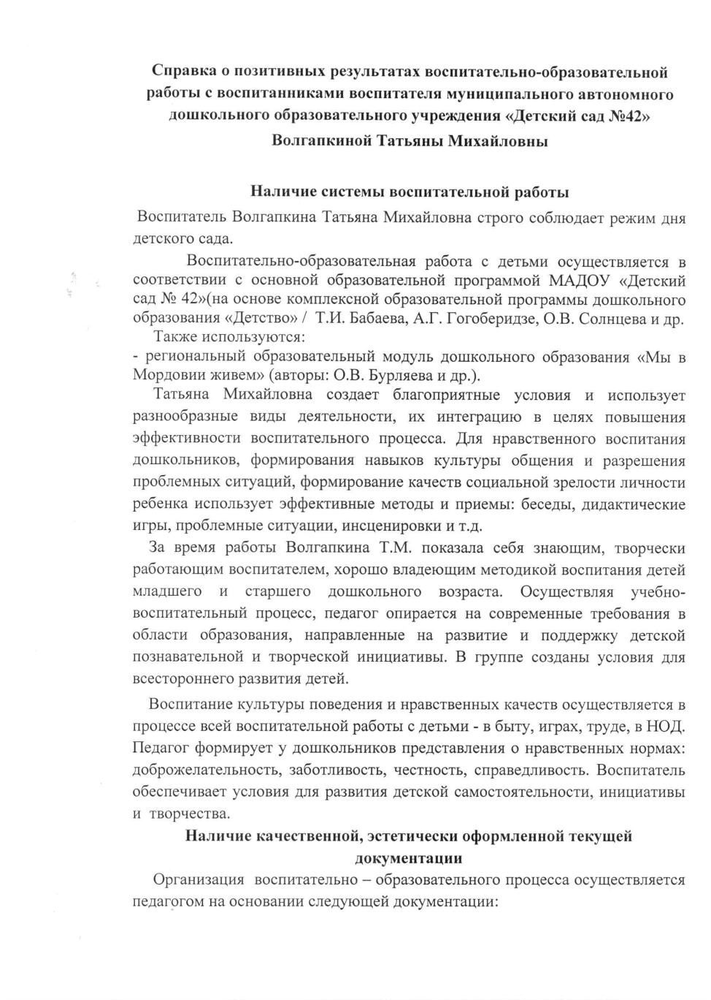 Справка о позитивных результатах воспитательно-образовательной
работы с воспитанниками воспитателя муниципального автономного
дошкольного образовательного учреждения «Детский сад №42»
Волгапкиной Татьяны Михайловны
Наличие системы воспитательной работы
Воспитатель Волгапкина Татьяна Михайловна строго соблюдает режим дня
детского сада.
Воспитательно-образовательная работа с детьми осуществляется в
соответствии с основной образовательной программой МАДОУ «Детский
сад № 42»(на основе комплексной образовательной программы дошкольного
образования «Детство» / Т.И. Бабаева, А.Г. Гогоберидзе, О.В. Солнцева и др.
Также используются:
- региональный образовательный модуль дошкольного образования «Мы в
Мордовии живем» (авторы: О.В. Бурляева и др.).
Татьяна Михайловна создает благоприятные условия и использует
разнообразные виды деятельности, их интеграцию в целях повышения
эффективности воспитательного процесса. Для нравственного воспитания
дошкольников, формирования навыков культуры общения и разрешения
проблемных ситуаций, формирование качеств социальной зрелости личности
ребенка использует эффективные методы и приемы: беседы, дидактические
игры, проблемные ситуации, инсценировки и т.д.
За время работы Волгапкина Т.М. показала себя знающим, творчески
работающим воспитателем, хорошо владеющим методикой воспитания детей
младшего и старшего дошкольного возраста. Осуществляя учебно-
воспитательный процесс, педагог опирается на современные требования в
области образования, направленные на развитие и поддержку детской
познавательной и творческой инициативы. В группе созданы условия для
всестороннего развития детей.
Воспитание культуры поведения и нравственных качеств осуществляется в
процессе всей воспитательной работы с детьми - в быту, играх, труде, в НОД.
Педагог формирует у дошкольников представления о нравственных нормах:
доброжелательность, заботливость, честность, справедливость. Воспитатель
обеспечивает условия для развития детской самостоятельности, инициативы
и творчества.
Наличие качественной, эстетически оформленной текущей
документации
Организация воспитательно – образовательного процесса осуществляется
педагогом на основании следующей документации: